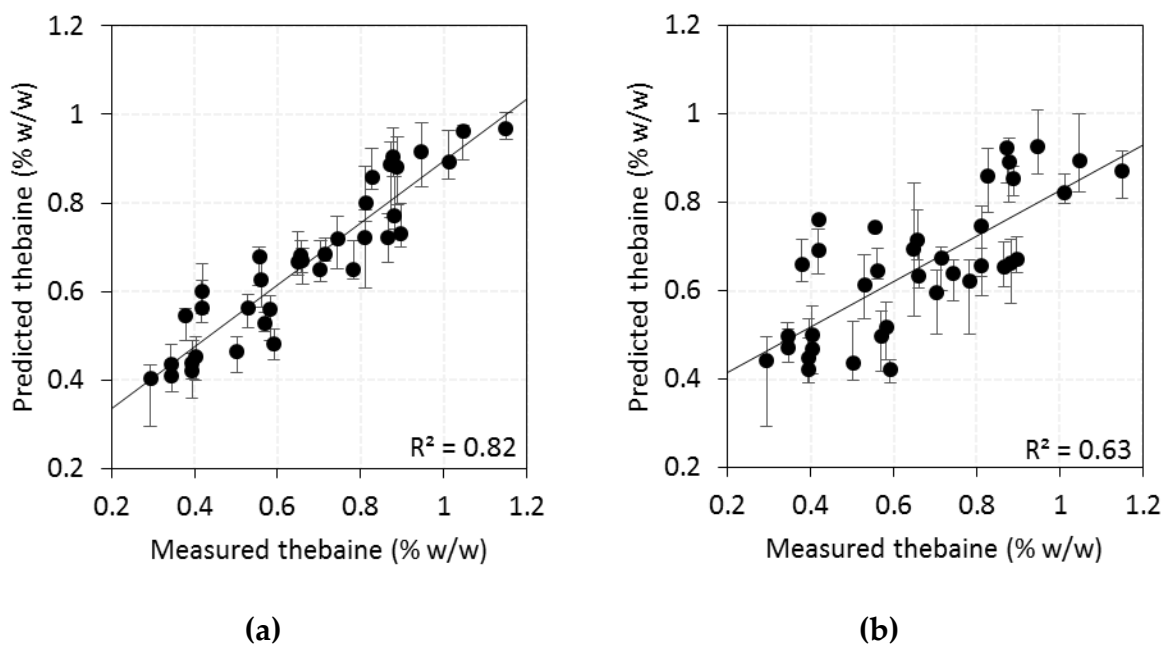 1.2
1
0.8
0.6
0.4
0.2
Predicted thebaine (% w/w)
R² = 0.82
0.2 0.4 0.6 0.8 1 1.2
Measured thebaine (% w/w)
(a)
1.2
1
0.8
0.6
0.4
0.2
Predicted thebaine (% w/w)
R² = 0.63
0.2 0.4 0.6 0.8 1 1.2
Measured thebaine (% w/w)
(b)